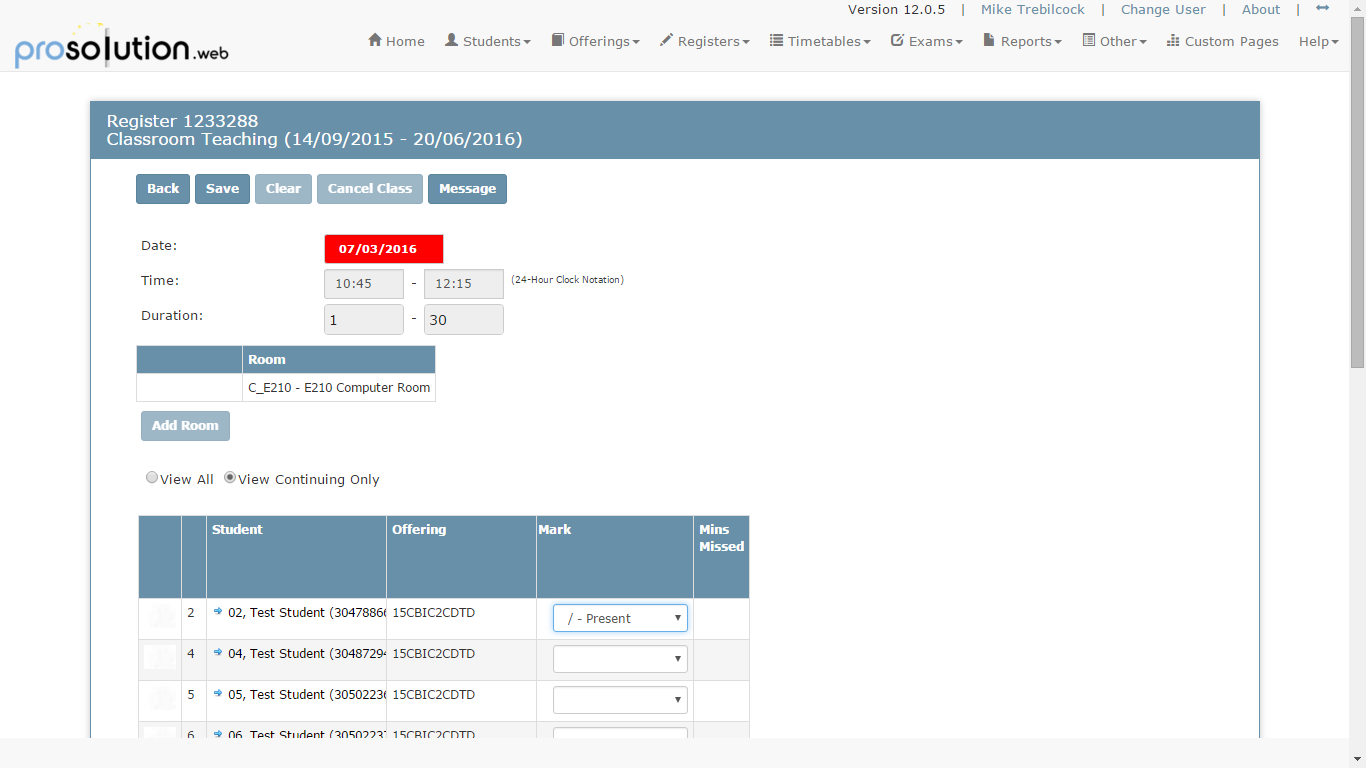 Version 12.0.5 | Mike Trebilcock | Change User | About |
prosolution.web
Home Students Offerings Registers Timetables Exams Reports Other Custom Pages Help
Register 1233288
Classroom Teaching (14/09/2015 - 20/06/2016)
Back Save Clear Cancel Class Message
Date: 07/03/2016
Time: 10:45 - 12:15 (24-Hour Clock Notation)
Duration: 1 - 30
Room
C_E210 - E210 Computer Room
Add Room
View All View Continuing Only
Student Offering Mark Mins
Missed
2 02, Test Student (3047886 15CBIC2CDTD / - Present
4 04, Test Student (3048729 15CBIC2CDTD
5 05, Test Student (3050223 15CBIC2CDTD
6 06, Test Student (3050223 15CBIC2CDTD